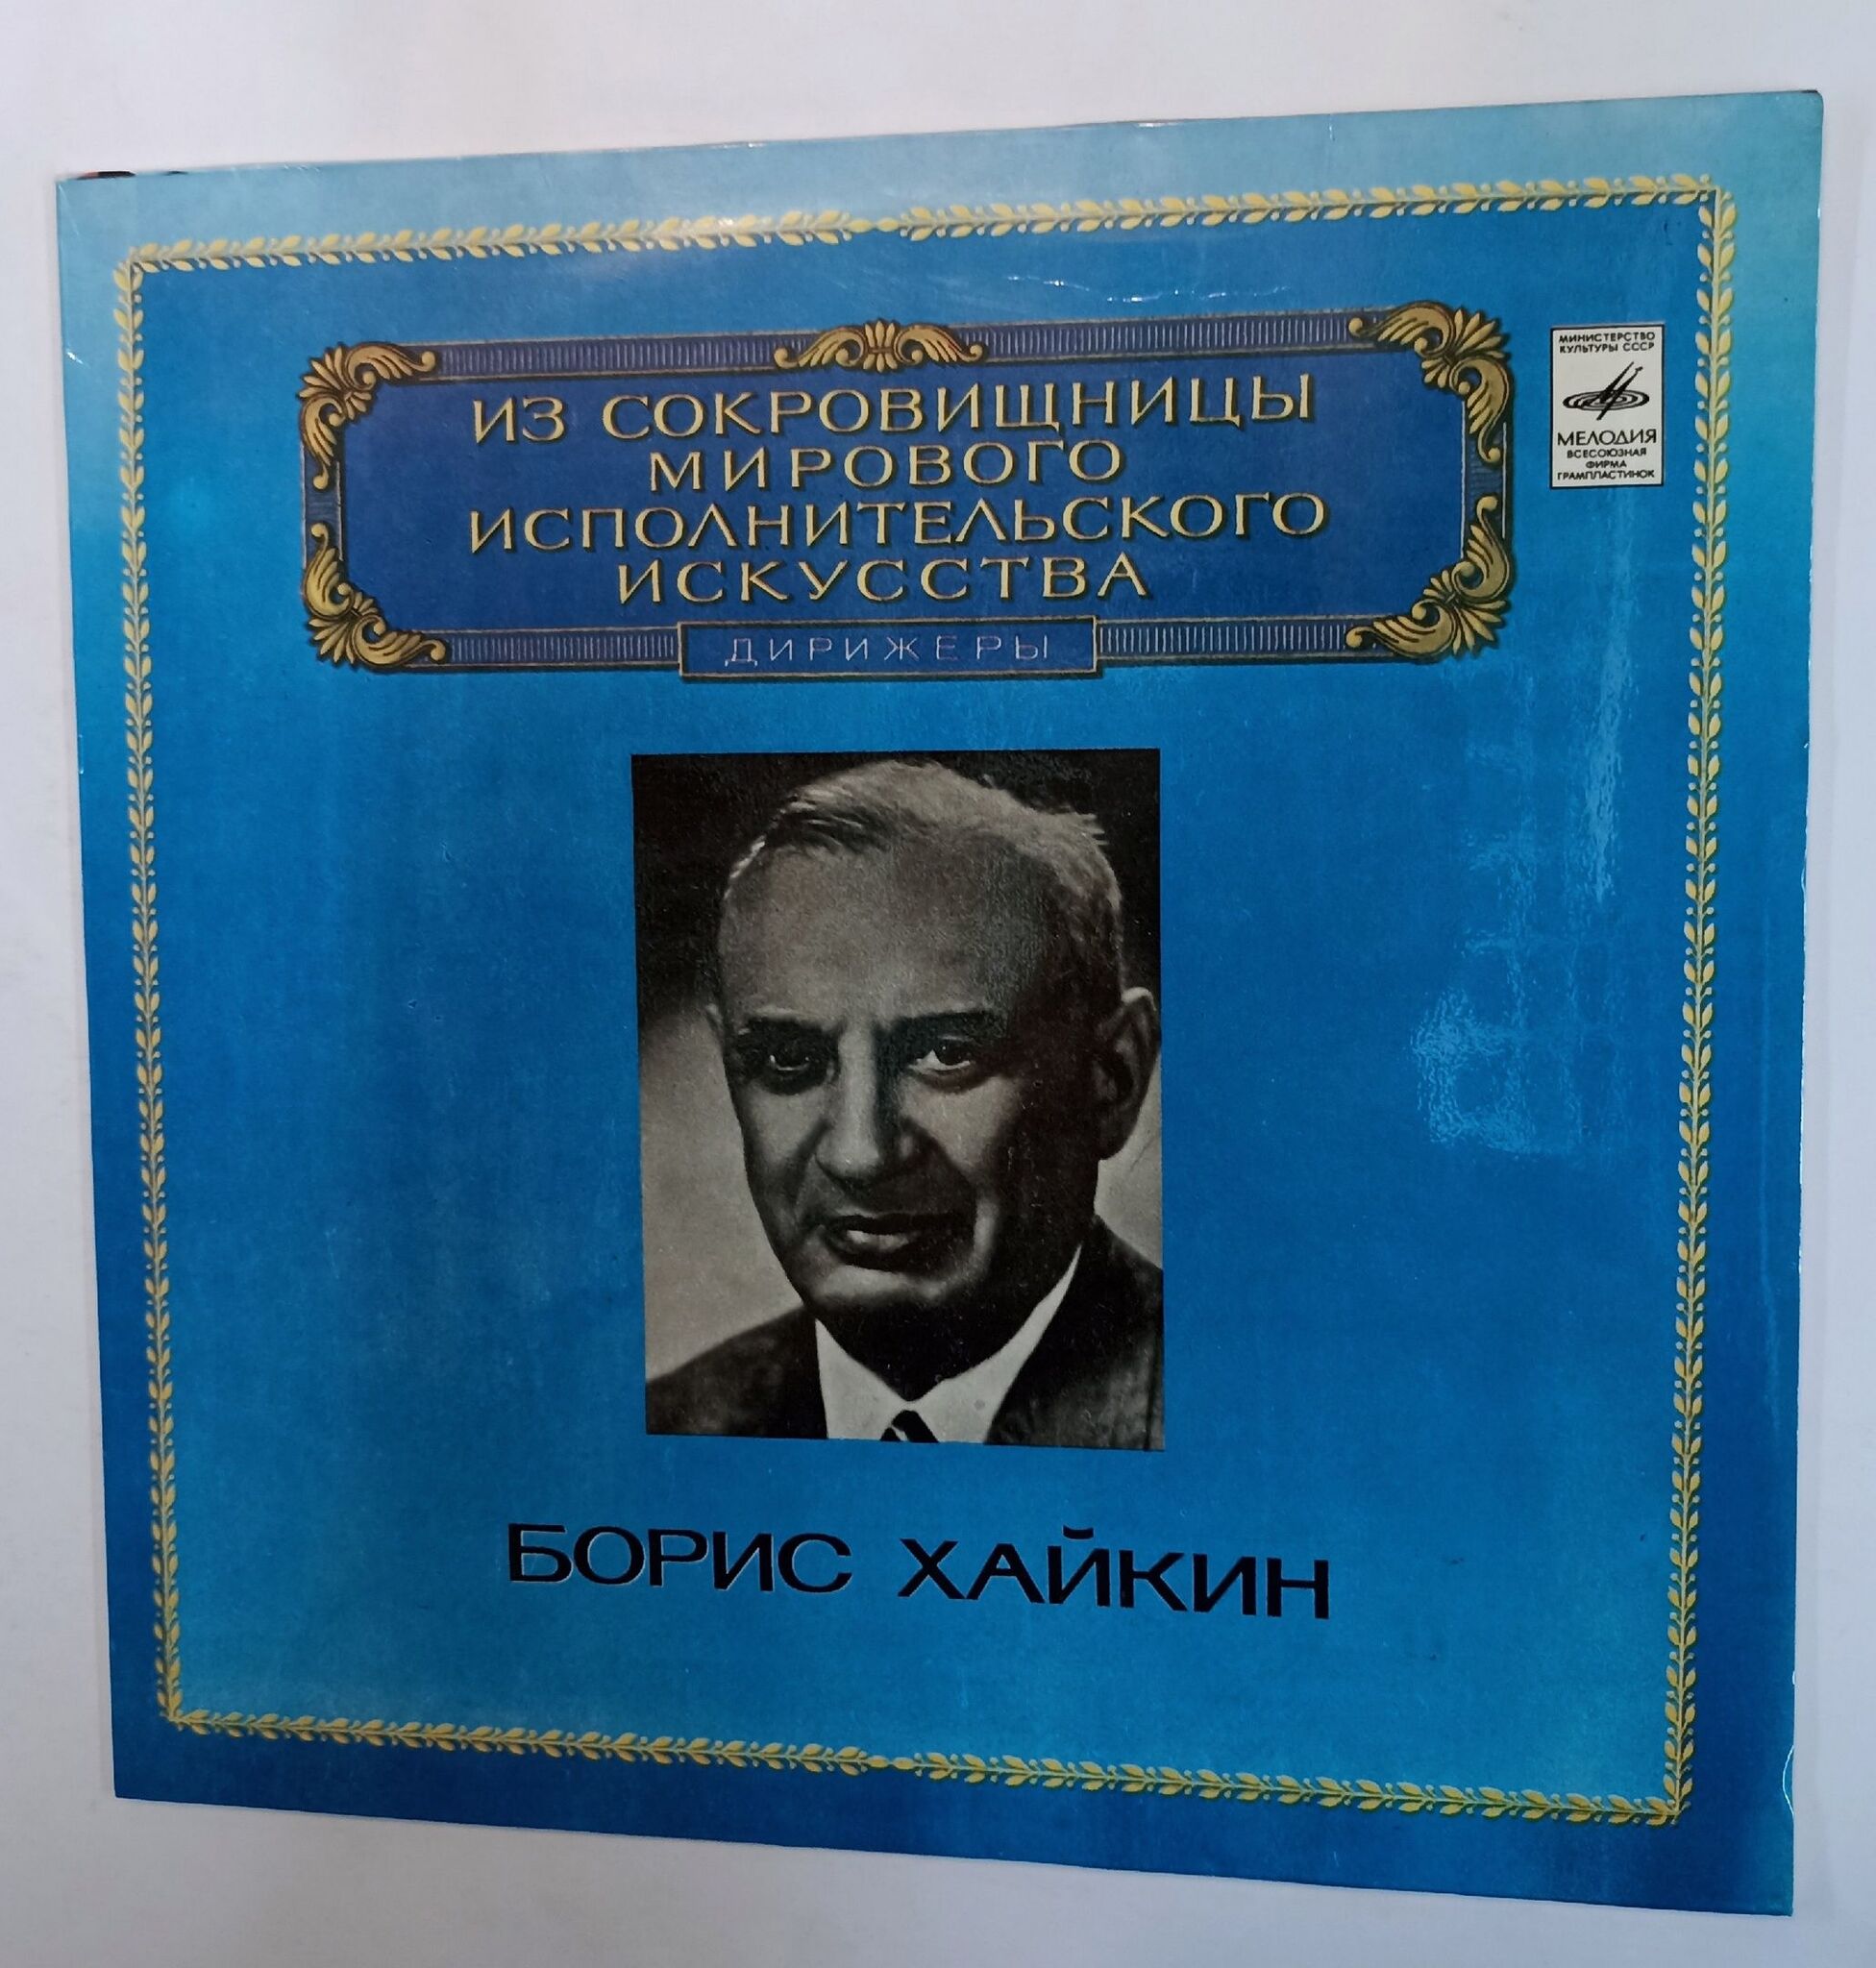 ИЗ СОКРОВИЩНИЦЫ
МИРОВОГО
ИСПОЛНИТЕЛЬСКОГО
ИСКУССТВА
ДИРИЖЕРЫ
МИНИСТЕРСТВО
КУЛЬТУРЫ СССР
МЕЛОДИЯ
ВСЕСОЮЗНАЯ
ФИРМА
ГРАМПЛАСТИНОК
БОРИС ХАЙКИН